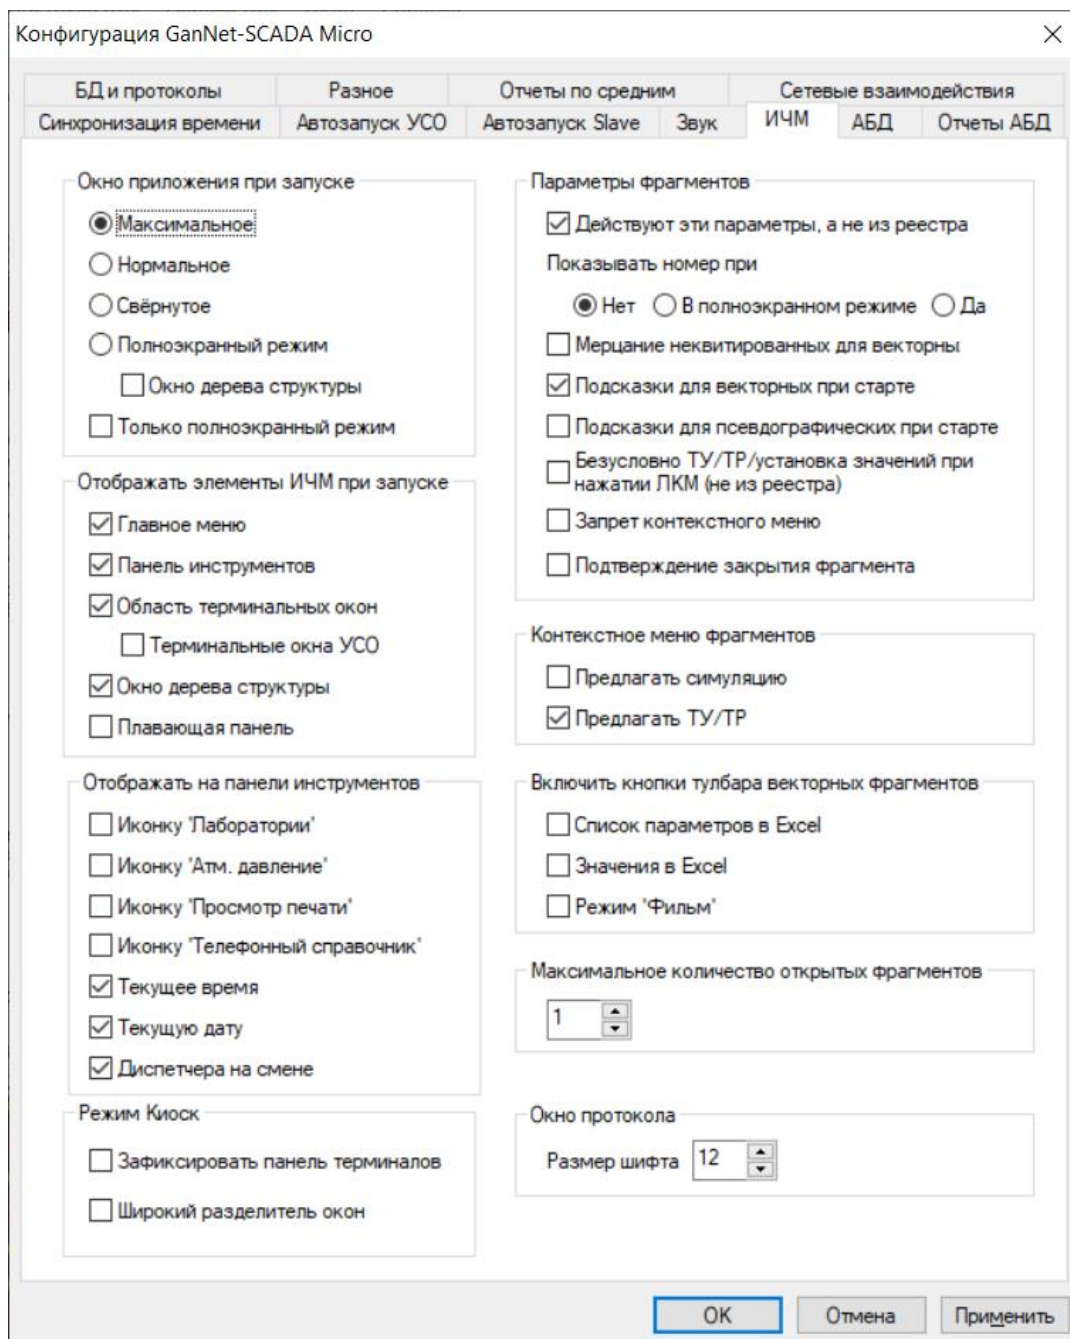 Конфигурация GanNet-SCADA Micro
БД и протоколы Разное Отчеты по средним Сетевые взаимодействия
Синхронизация времени Автозапуск УСО Автозапуск Slave Звук ИЧМ АБД Отчеты АБД
Окно приложения при запуске
Максимальное
Нормальное
Свёрнутое
Полноэкранный режим
Окно дерева структуры
Только полноэкранный режим
Отображать элементы ИЧМ при запуске
Главное меню
Панель инструментов
Область терминальных окон
Терминальные окна УСО
Окно дерева структуры
Плавающая панель
Отображать на панели инструментов
Иконку 'Лаборатории'
Иконку 'Атм. давление'
Иконку 'Просмотр печати'
Иконку 'Телефонный справочник'
Текущее время
Текущую дату
Диспетчера на смене
Режим Киоск
Зафиксировать панель терминалов
Широкий разделитель окон
Параметры фрагментов
Действуют эти параметры, а не из реестра
Показывать номер при
Нет В полноэкранном режиме Да
Мерцание неквитированных для векторны
Подсказки для векторных при старте
Подсказки для псевдографических при старте
Безусловно ТУ/ТР/установка значений при
нажатии ЛКМ (не из реестра)
Запрет контекстного меню
Подтверждение закрытия фрагмента
Контекстное меню фрагментов
Предлагать симуляцию
Предлагать ТУ/ТР
Включить кнопки тулбара векторных фрагментов
Список параметров в Excel
Значения в Excel
Режим 'Фильм'
Максимальное количество открытых фрагментов
1
Окно протокола
Размер шифта 12
OK Отмена Применить